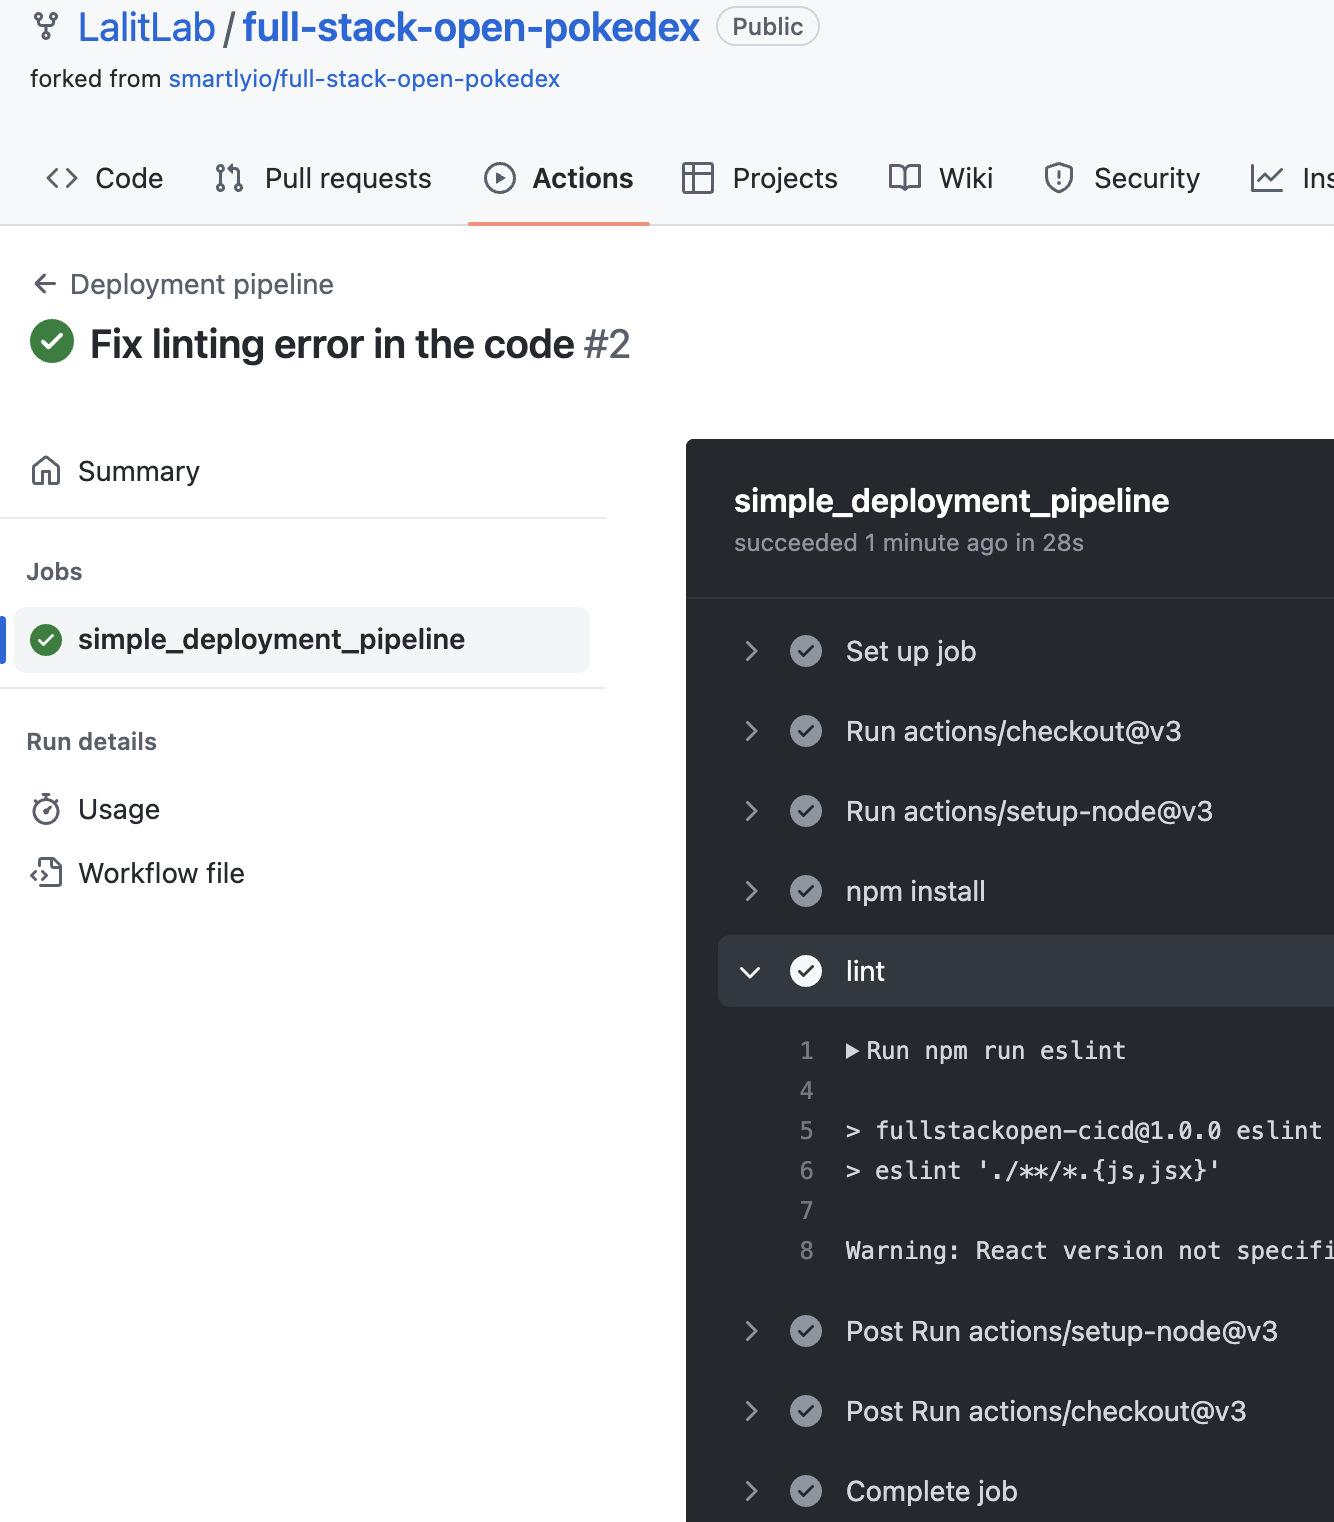 LalitLab / full-stack-open-pokedex Public
forked from smartlyio/full-stack-open-pokedex
Code Pull requests Actions Projects Wiki Security
Deployment pipeline
Fix linting error in the code #2
Summary
Jobs
simple_deployment_pipeline
Run details
Usage
Workflow file
simple_deployment_pipeline
succeeded 1 minute ago in 28s
Set up job
Run actions/checkout@v3
Run actions/setup-node@v3
npm install
lint
1 Run npm run eslint
4
5 > fullstackopen-cicd@1.0.0 eslint
6 > eslint './**/*.{js,jsx}'
7
8 Warning: React version not specifi
Post Run actions/setup-node@v3
Post Run actions/checkout@v3
Complete job